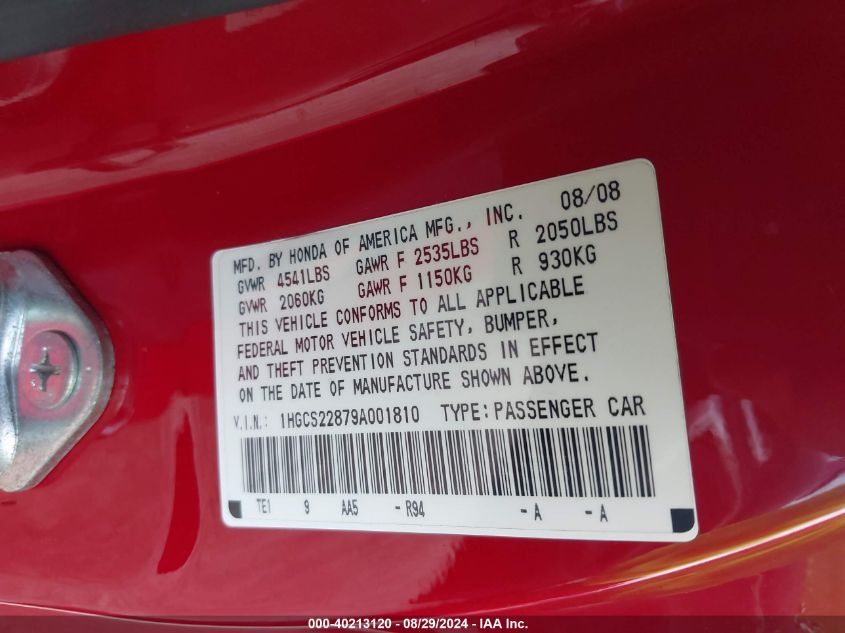 MFD. BY HONDA OF AMERICA MFG., INC. 08/08
GVWR 4541LBS GAWR F 2535LBS R 2050LBS
GVWR 2060KG GAWR F 1150KG R 930KG
THIS VEHICLE CONFORMS TO ALL APPLICABLE
FEDERAL MOTOR VEHICLE SAFETY, BUMPER,
AND THEFT PREVENTION STANDARDS IN EFFECT
ON THE DATE OF MANUFACTURE SHOWN ABOVE.
V.I.N.: 1HGCS22879A001810 TYPE: PASSENGER CAR
TE1 9 AA5 -R94 -A -A
000-40213120 - 08/29/2024 - IAA Inc.